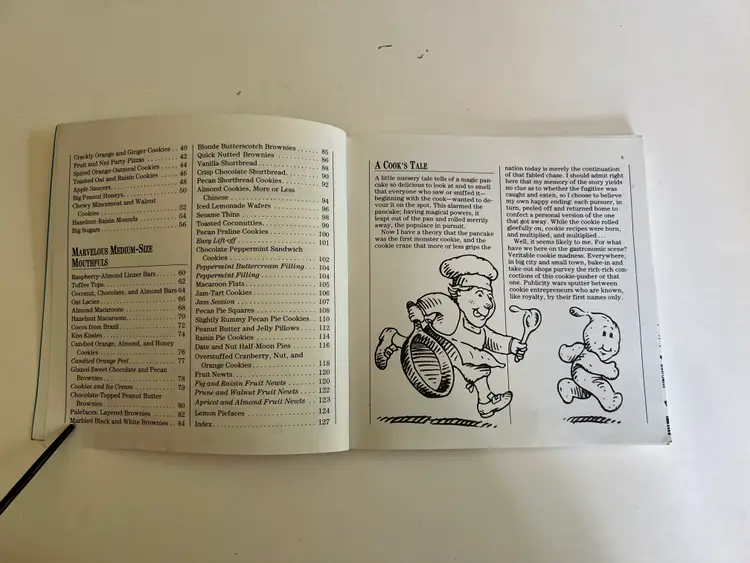 Crackly Orange and Ginger Cookies . . 40
Fruit and Nut Party Pizzas . . . . . . . . 42
Spiced Orange-Oatmeal Cookies . . . . . 44
Toasted Oat and Raisin Cookies . . . . . 46
Apple Saucers . . . . . . . . . . . . . . . . . 48
Big Peanut Honeys . . . . . . . . . . . . . . 50
Chewy Mincemeat and Walnut
Cookies . . . . . . . . . . . . . . . . . . . . 52
Hazelnut-Raisin Mounds . . . . . . . . . . 54
Big Sugars . . . . . . . . . . . . . . . . . . . 56
MARVELOUS MEDIUM-SIZE
MOUTHFULS
Raspberry-Almond Linzer Bars . . . . . . 60
Toffee Tops . . . . . . . . . . . . . . . . . . . 62
Coconut, Chocolate, and Almond Bars 64
Oat Lacies . . . . . . . . . . . . . . . . . . . 66
Almond Macaroons . . . . . . . . . . . . . 68
Hazelnut Macaroons . . . . . . . . . . . . . 70
Cocos from Brazil . . . . . . . . . . . . . . . 72
Kiss Kissies . . . . . . . . . . . . . . . . . . 74
Candied Orange, Almond, and Honey
Cookies . . . . . . . . . . . . . . . . . . . . 76
Candied Orange Peel . . . . . . . . . . . . . 77
Glazed Sweet Chocolate and Pecan
Brownies . . . . . . . . . . . . . . . . . . . 78
Cookies and Ice Cream . . . . . . . . . . . 79
Chocolate-Topped Peanut Butter
Brownies . . . . . . . . . . . . . . . . . . . 80
Palefaces: Layered Brownies . . . . . . . 82
Marbled Black and White Brownies . . 84
Blonde Butterscotch Brownies . . . . . . . 85
Quick Nutted Brownies . . . . . . . . . . . 86
Vanilla Shortbread . . . . . . . . . . . . . . 88
Crisp Chocolate Shortbread . . . . . . . . 90
Pecan Shortbread Cookies . . . . . . . . . 92
Almond Cookies, More or Less
Chinese . . . . . . . . . . . . . . . . . . . . 94
Iced Lemonade Wafers . . . . . . . . . . . 96
Sesame Thins . . . . . . . . . . . . . . . . . 98
Toasted Coconutties . . . . . . . . . . . . . 99
Pecan Praline Cookies . . . . . . . . . . . . 100
Easy Lift-off . . . . . . . . . . . . . . . . . . 101
Chocolate Peppermint Sandwich
Cookies . . . . . . . . . . . . . . . . . . . . 102
Peppermint Buttercream Filling . . . . . 104
Peppermint Filling . . . . . . . . . . . . . . 104
Macaroon Flats . . . . . . . . . . . . . . . . 105
Jam-Tart Cookies . . . . . . . . . . . . . . . 106
Jam Session . . . . . . . . . . . . . . . . . . 107
Pecan Pie Squares . . . . . . . . . . . . . . 108
Slightly Rummy Pecan Pie Cookies . . . 110
Peanut Butter and Jelly Pillows . . . . . 112
Raisin Pie Cookies . . . . . . . . . . . . . . 114
Date and Nut Half-Moon Pies . . . . . . . 116
Overstuffed Cranberry, Nut, and
Orange Cookies . . . . . . . . . . . . . . . 118
Fruit Newts . . . . . . . . . . . . . . . . . . 120
Fig and Raisin Fruit Newts . . . . . . . . 120
Prune and Walnut Fruit Newts . . . . . . 122
Apricot and Almond Fruit Newts . . . . 123
Lemon Piefaces . . . . . . . . . . . . . . . . 124
Index . . . . . . . . . . . . . . . . . . . . . . 127
A COOK'S TALE
A little nursery tale tells of a magic pan-
cake so delicious to look at and to smell
that everyone who saw or sniffed it—
beginning with the cook—wanted to de-
vour it on the spot. This alarmed the
pancake; having magical powers, it
leapt out of the pan and rolled merrily
away, the populace in pursuit.
Now I have a theory that the pancake
was the first monster cookie, and the
cookie craze that more or less grips the
nation today is merely the continuation
of that fabled chase. I should admit right
here that my memory of the story yields
no clue as to whether the fugitive was
caught and eaten, so I choose to believe
my own happy ending: each pursuer, in
turn, peeled off and returned home to
confect a personal version of the one
that got away. While the cookie rolled
gleefully on, cookie recipes were born,
and multiplied, and multiplied . . .
Well, it seems likely to me. For what
have we here on the gastronomic scene?
Veritable cookie madness. Everywhere,
in big city and small town, bake-in and
take-out shops purvey the rich-rich con-
coctions of this cookie-pusher or that
one. Publicity wars sputter between
cookie entrepreneurs who are known,
like royalty, by their first names only.